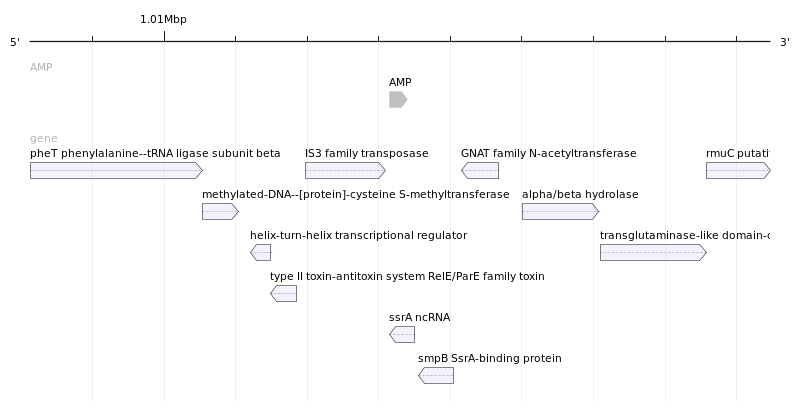 1.01Mbp
5' 3'
AMP
AMP
gene
pheT phenylalanine--tRNA ligase subunit beta IS3 family transposase GNAT family N-acetyltransferase rmuC putati
methylated-DNA--[protein]-cysteine S-methyltransferase alpha/beta hydrolase
helix-turn-helix transcriptional regulator transglutaminase-like domain-c
type II toxin-antitoxin system RelE/ParE family toxin
ssrA ncRNA
smpB SsrA-binding protein